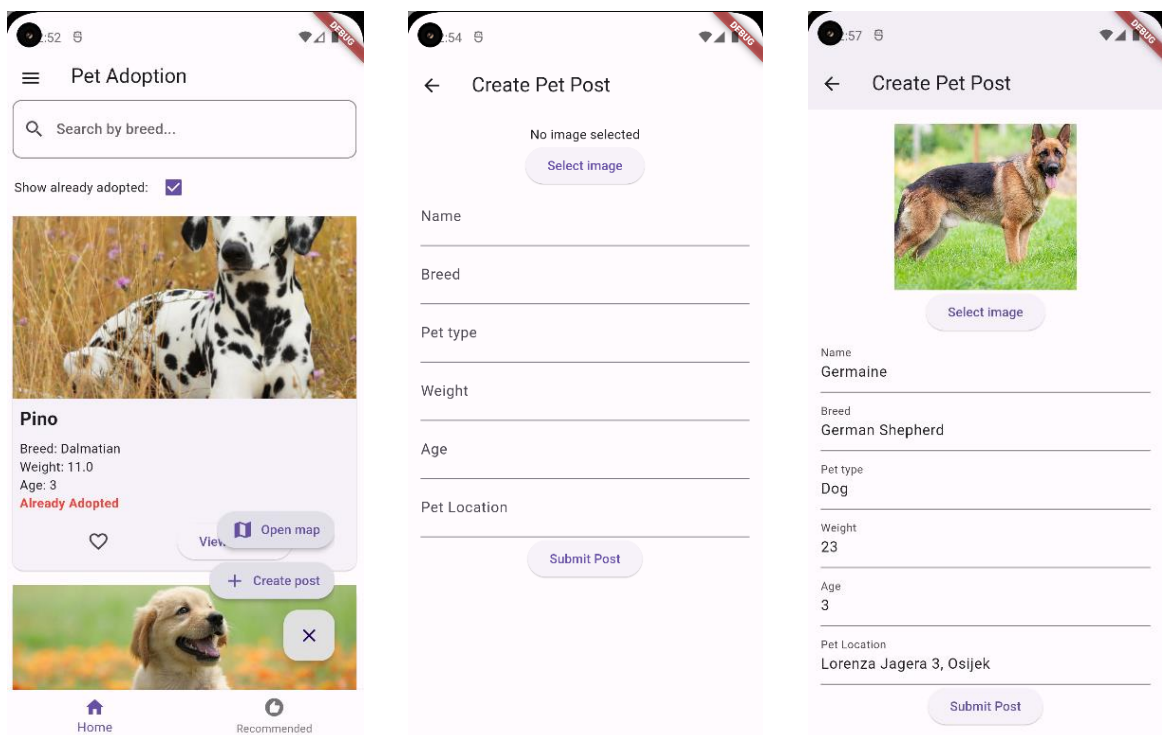 :52
DEBUG
Pet Adoption
Search by breed...
Show already adopted:
Pino
Breed: Dalmatian
Weight: 11.0
Age: 3
Already Adopted
Open map
Create post
Home
Recommended
:54
DEBUG
Create Pet Post
No image selected
Select image
Name
Breed
Pet type
Weight
Age
Pet Location
Submit Post
:57
DEBUG
Create Pet Post
Select image
Name
Germaine
Breed
German Shepherd
Pet type
Dog
Weight
23
Age
3
Pet Location
Lorenza Jagera 3, Osijek
Submit Post